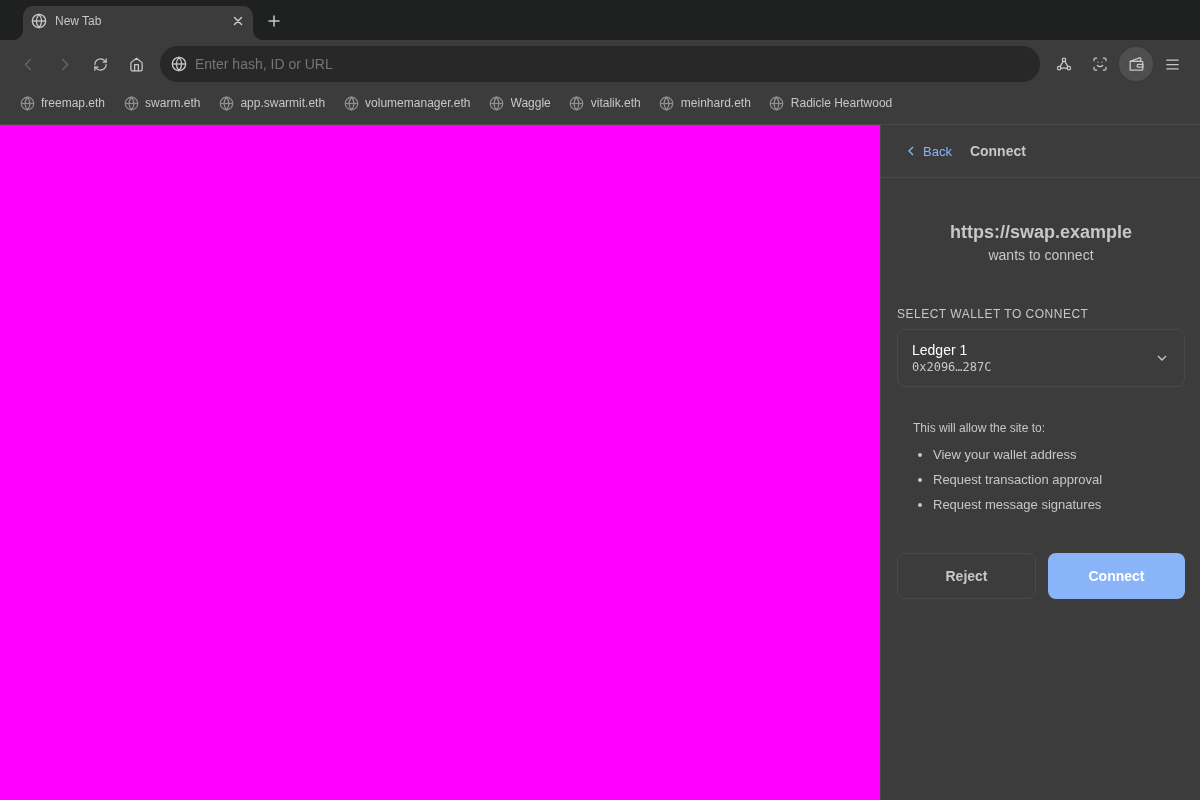 New Tab
Enter hash, ID or URL
freemap.eth
swarm.eth
app.swarmit.eth
volumemanager.eth
Waggle
vitalik.eth
meinhard.eth
Radicle Heartwood
Back
Connect
https://swap.example
wants to connect
SELECT WALLET TO CONNECT
Ledger 1
0x2096…287C
This will allow the site to:
• View your wallet address
• Request transaction approval
• Request message signatures
Reject
Connect